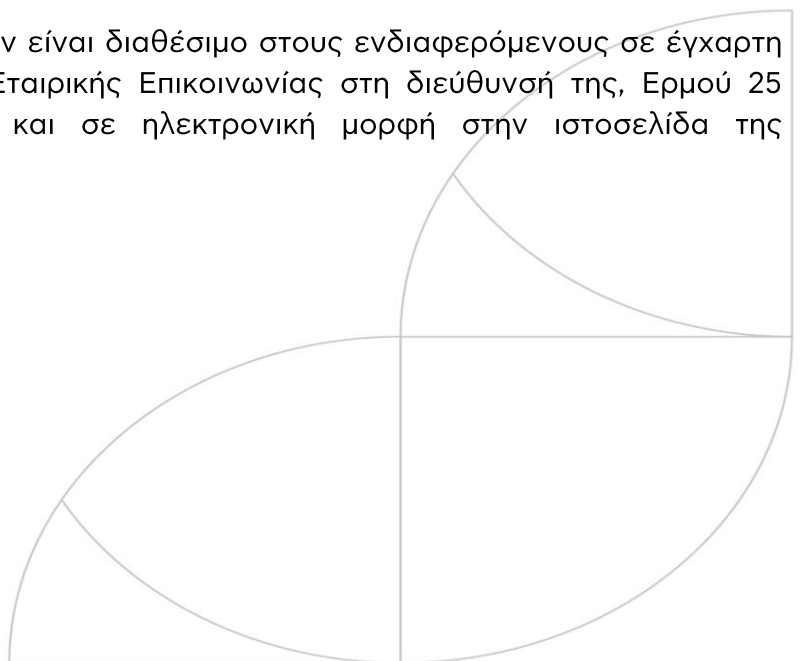 ν είναι διαθέσιμο στους ενδιαφερόμενους σε έγχαρτη
Εταιρικής Επικοινωνίας στη διεύθυνσή της, Ερμού 25
και σε ηλεκτρονική μορφή στην ιστοσελίδα της